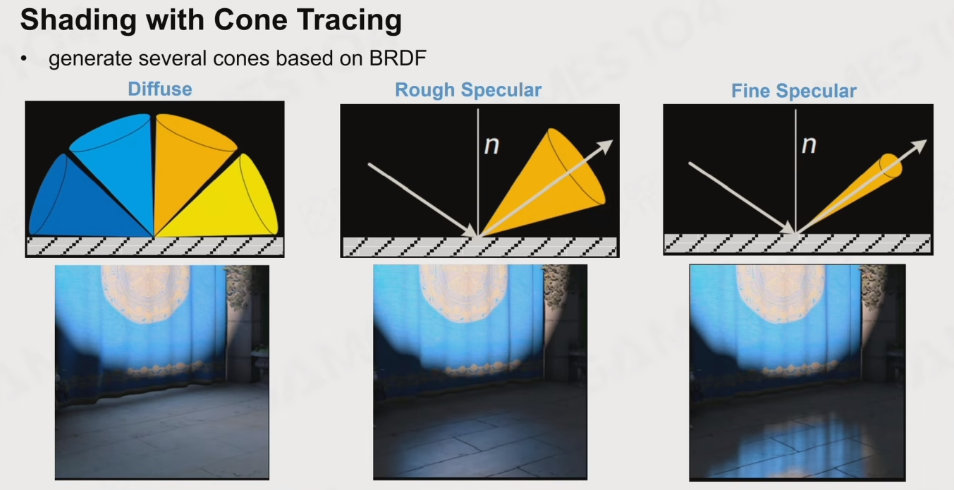 Shading with Cone Tracing
• generate several cones based on BRDF
Diffuse
Rough Specular
Fine Specular
n
n